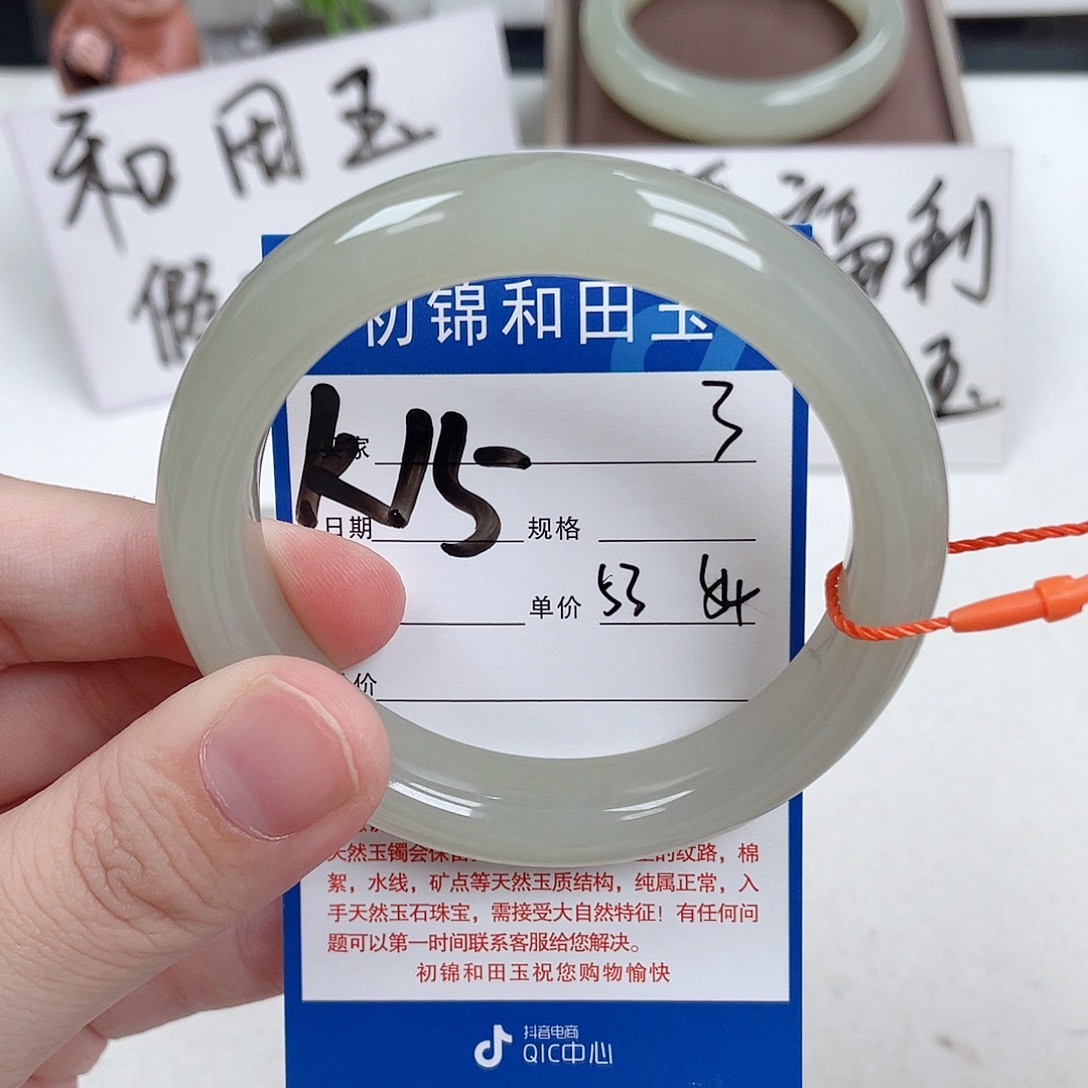 和田玉
假
福利
玉
初锦和田玉
K15
3
日期
规格
单价 53
价
天然玉镯会保留
的纹路，棉
絮，水线，矿点等天然玉质结构，纯属正常，入
手天然玉石珠宝，需接受大自然特征！有任何问
题可以第一时间联系客服给您解决。
初锦和田玉祝您购物愉快
抖音电商
QIC中心